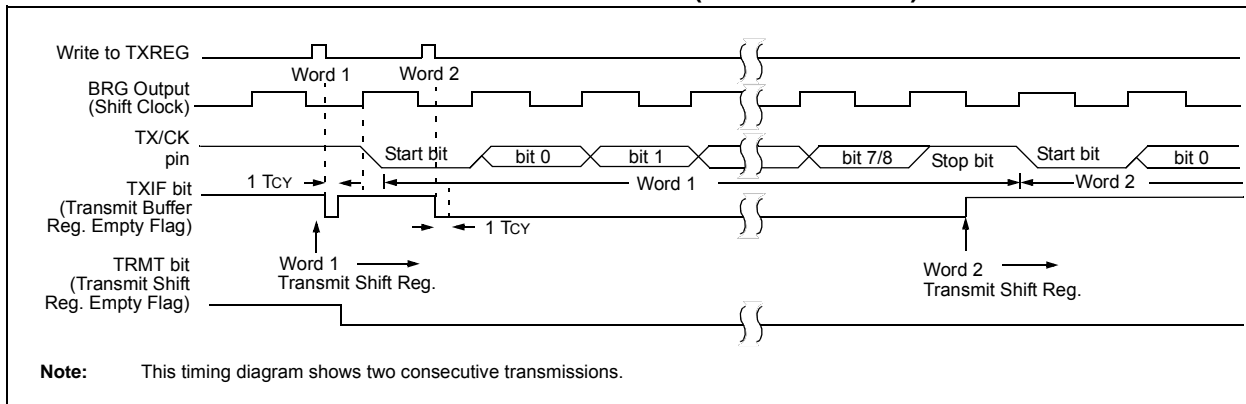 Write to TXREG
Word 1
Word 2
BRG Output
(Shift Clock)
TX/CK
pin
Start bit
bit 0
bit 1
bit 7/8
Stop bit
Start bit
bit 0
1 TCY
Word 1
Word 2
TXIF bit
(Transmit Buffer
Reg. Empty Flag)
1 TCY
Word 1
Transmit Shift Reg.
Word 2
Transmit Shift Reg.
TRMT bit
(Transmit Shift
Reg. Empty Flag)
Note: This timing diagram shows two consecutive transmissions.